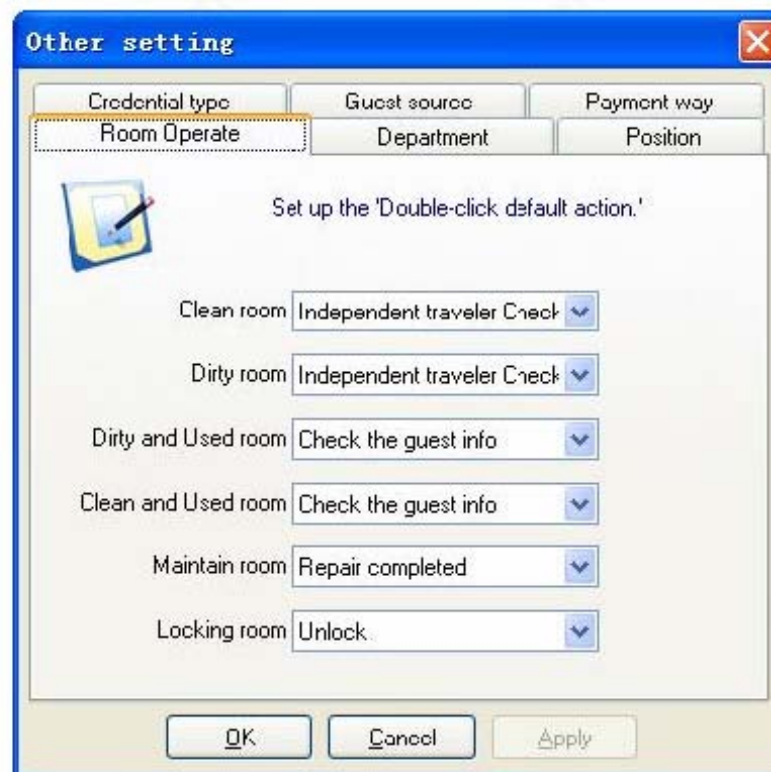 Other setting
Credential type Guest source Payment way
Room Operate Department Position
Set up the 'Double-click default action.'
Clean room Independent traveler Check
Dirty room Independent traveler Check
Dirty and Used room Check the guest info
Clean and Used room Check the guest info
Maintain room Repair completed
Locking room Unlock
OK Cancel Apply